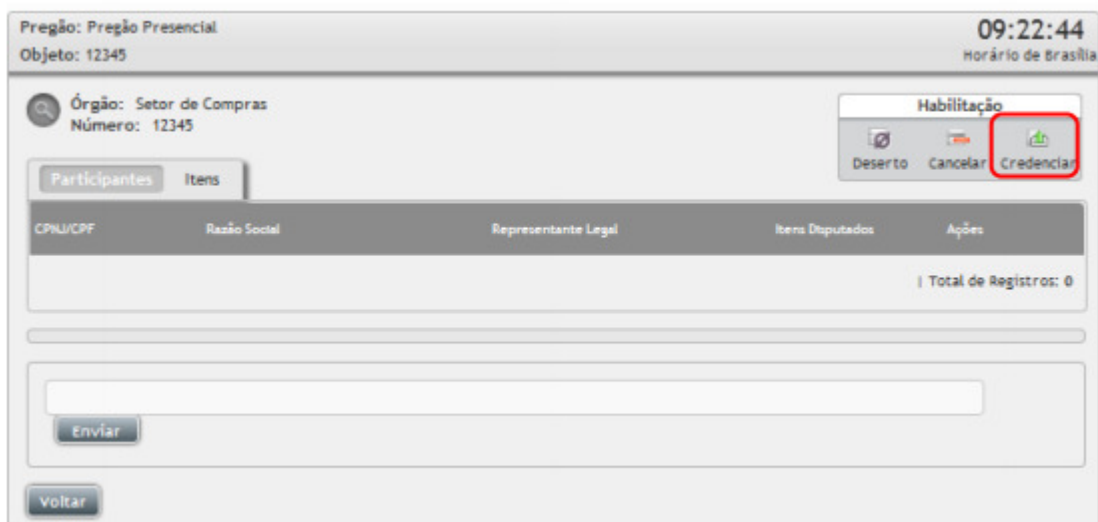 Pregão: Pregão Presencial
09:22:44
Objeto: 12345
Horário de Brasília
Órgão: Setor de Compras
Número: 12345
Habilitação
Deserto Cancelar Credenciar
Participantes Itens
CPNJ/CPF Razão Social Representante Legal Itens Disputados Ações
| Total de Registros: 0
Enviar
Voltar